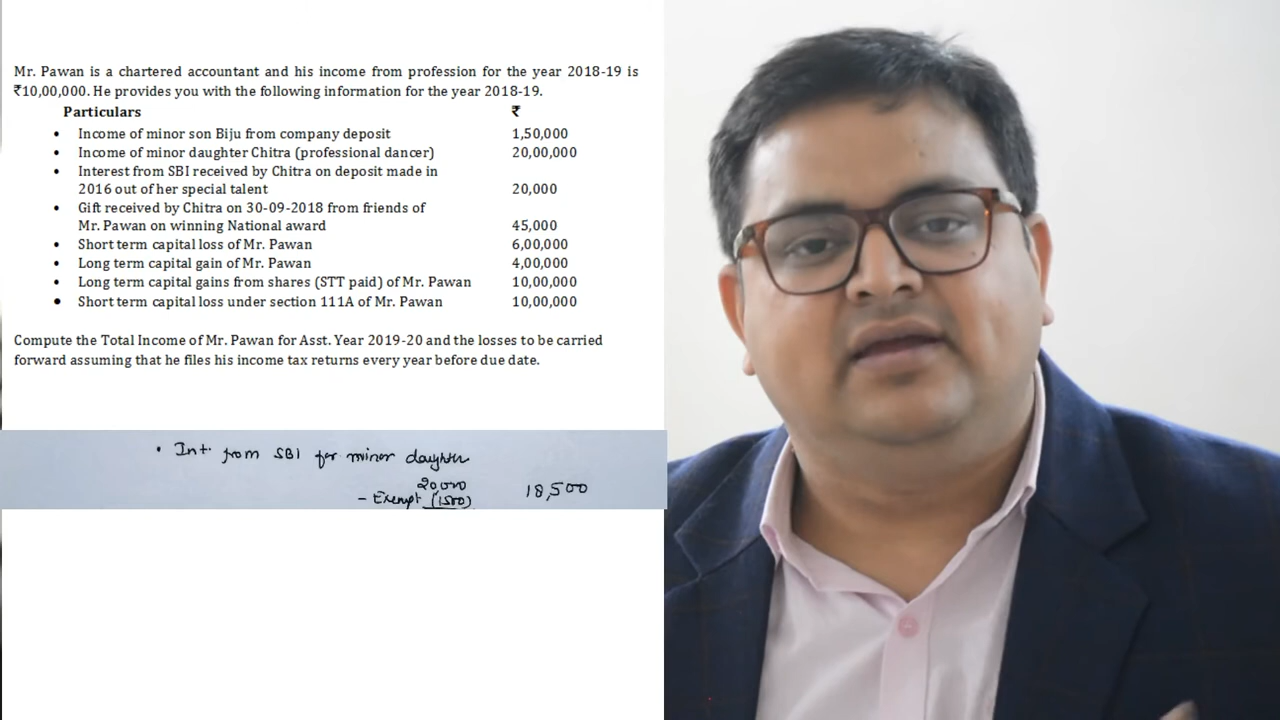 Mr. Pawan is a chartered accountant and his income from profession for the year 2018-19 is
₹10,00,000. He provides you with the following information for the year 2018-19.
Particulars ₹
• Income of minor son Biju from company deposit 1,50,000
• Income of minor daughter Chitra (professional dancer) 20,00,000
• Interest from SBI received by Chitra on deposit made in
2016 out of her special talent 20,000
• Gift received by Chitra on 30-09-2018 from friends of
Mr. Pawan on winning National award 45,000
• Short term capital loss of Mr. Pawan 6,00,000
• Long term capital gain of Mr. Pawan 4,00,000
• Long term capital gains from shares (STT paid) of Mr. Pawan 10,00,000
• Short term capital loss under section 111A of Mr. Pawan 10,00,000
Compute the Total Income of Mr. Pawan for Asst. Year 2019-20 and the losses to be carried
forward assuming that he files his income tax returns every year before due date.
• Int. from SBI for minor daughter
20,000
- Exempt (1500) 18,500